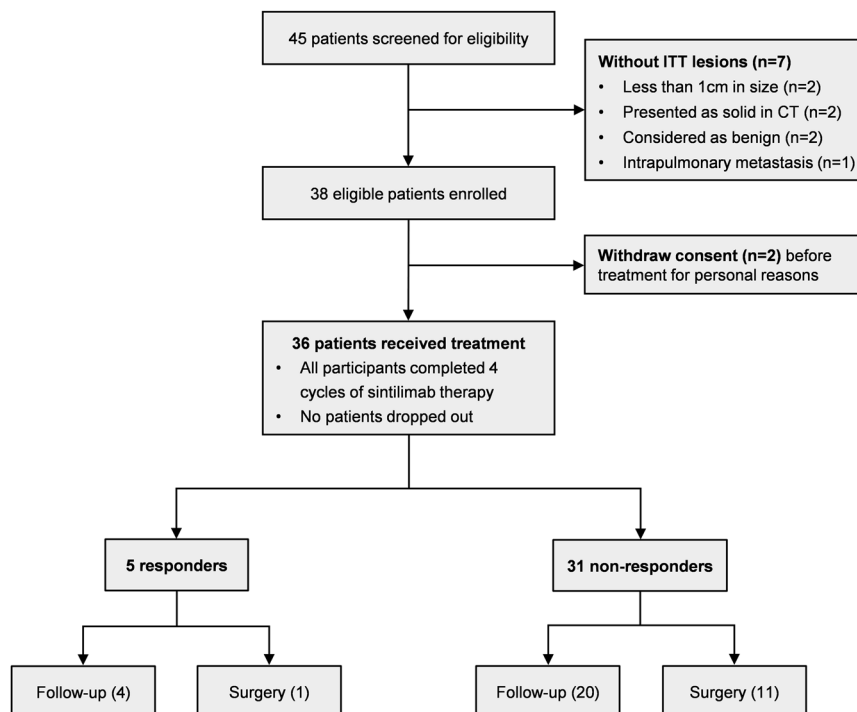 45 patients screened for eligibility
Without ITT lesions (n=7)
• Less than 1cm in size (n=2)
• Presented as solid in CT (n=2)
• Considered as benign (n=2)
• Intrapulmonary metastasis (n=1)
38 eligible patients enrolled
Withdraw consent (n=2) before
treatment for personal reasons
36 patients received treatment
• All participants completed 4
cycles of sintilimab therapy
• No patients dropped out
5 responders
31 non-responders
Follow-up (4)
Surgery (1)
Follow-up (20)
Surgery (11)